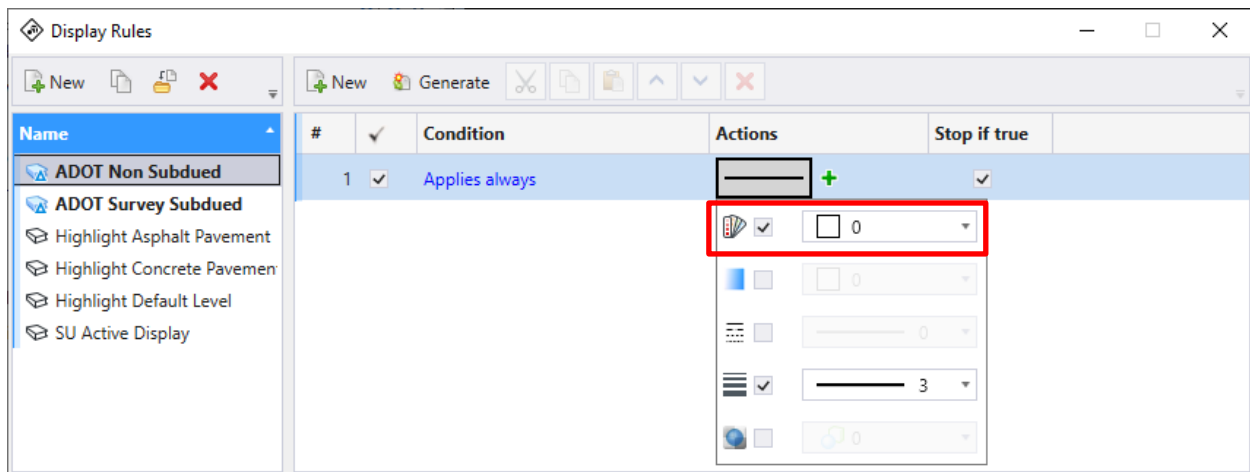 Display Rules
New
New Generate
Name
# Condition Actions Stop if true
ADOT Non Subdued
1 Applies always
ADOT Survey Subdued
Highlight Asphalt Pavement
0
Highlight Concrete Pavemen
Highlight Default Level
0
SU Active Display
0
3
0